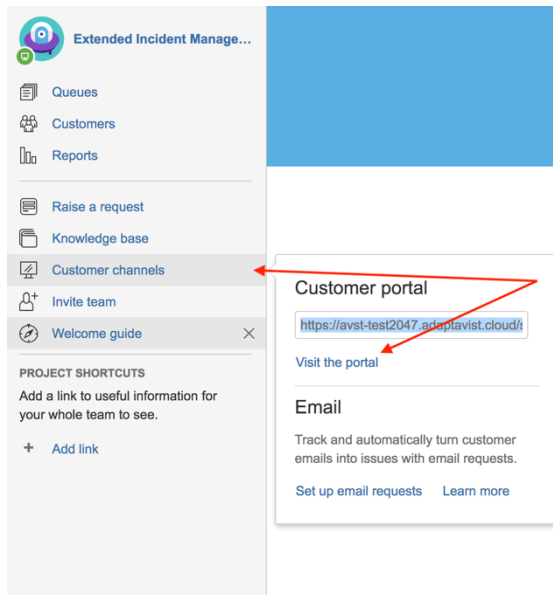 Extended Incident Manage...
Queues
Customers
Reports
Raise a request
Knowledge base
Customer channels
Invite team
Welcome guide
PROJECT SHORTCUTS
Add a link to useful information for
your whole team to see.
+ Add link
Customer portal
https://avst-test2047.adaptavist.cloud/s
Visit the portal
Email
Track and automatically turn customer
emails into issues with email requests.
Set up email requests Learn more